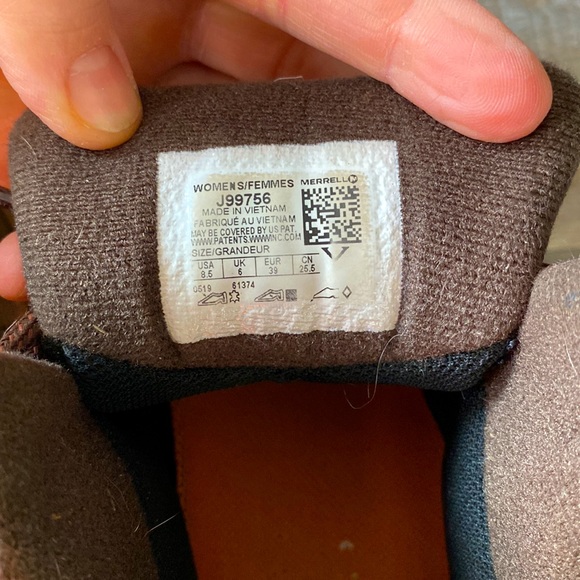 WOMENS/FEMMES MERRELL
J99756
MADE IN VIETNAM
FABRIQUÉ AU VIETNAM
MAY BE COVERED BY US PAT.
WWW.PATENTS.WWWINC.COM
SIZE/GRANDEUR
USA UK EUR CN
8.5 6 39 25.5
0519 61374